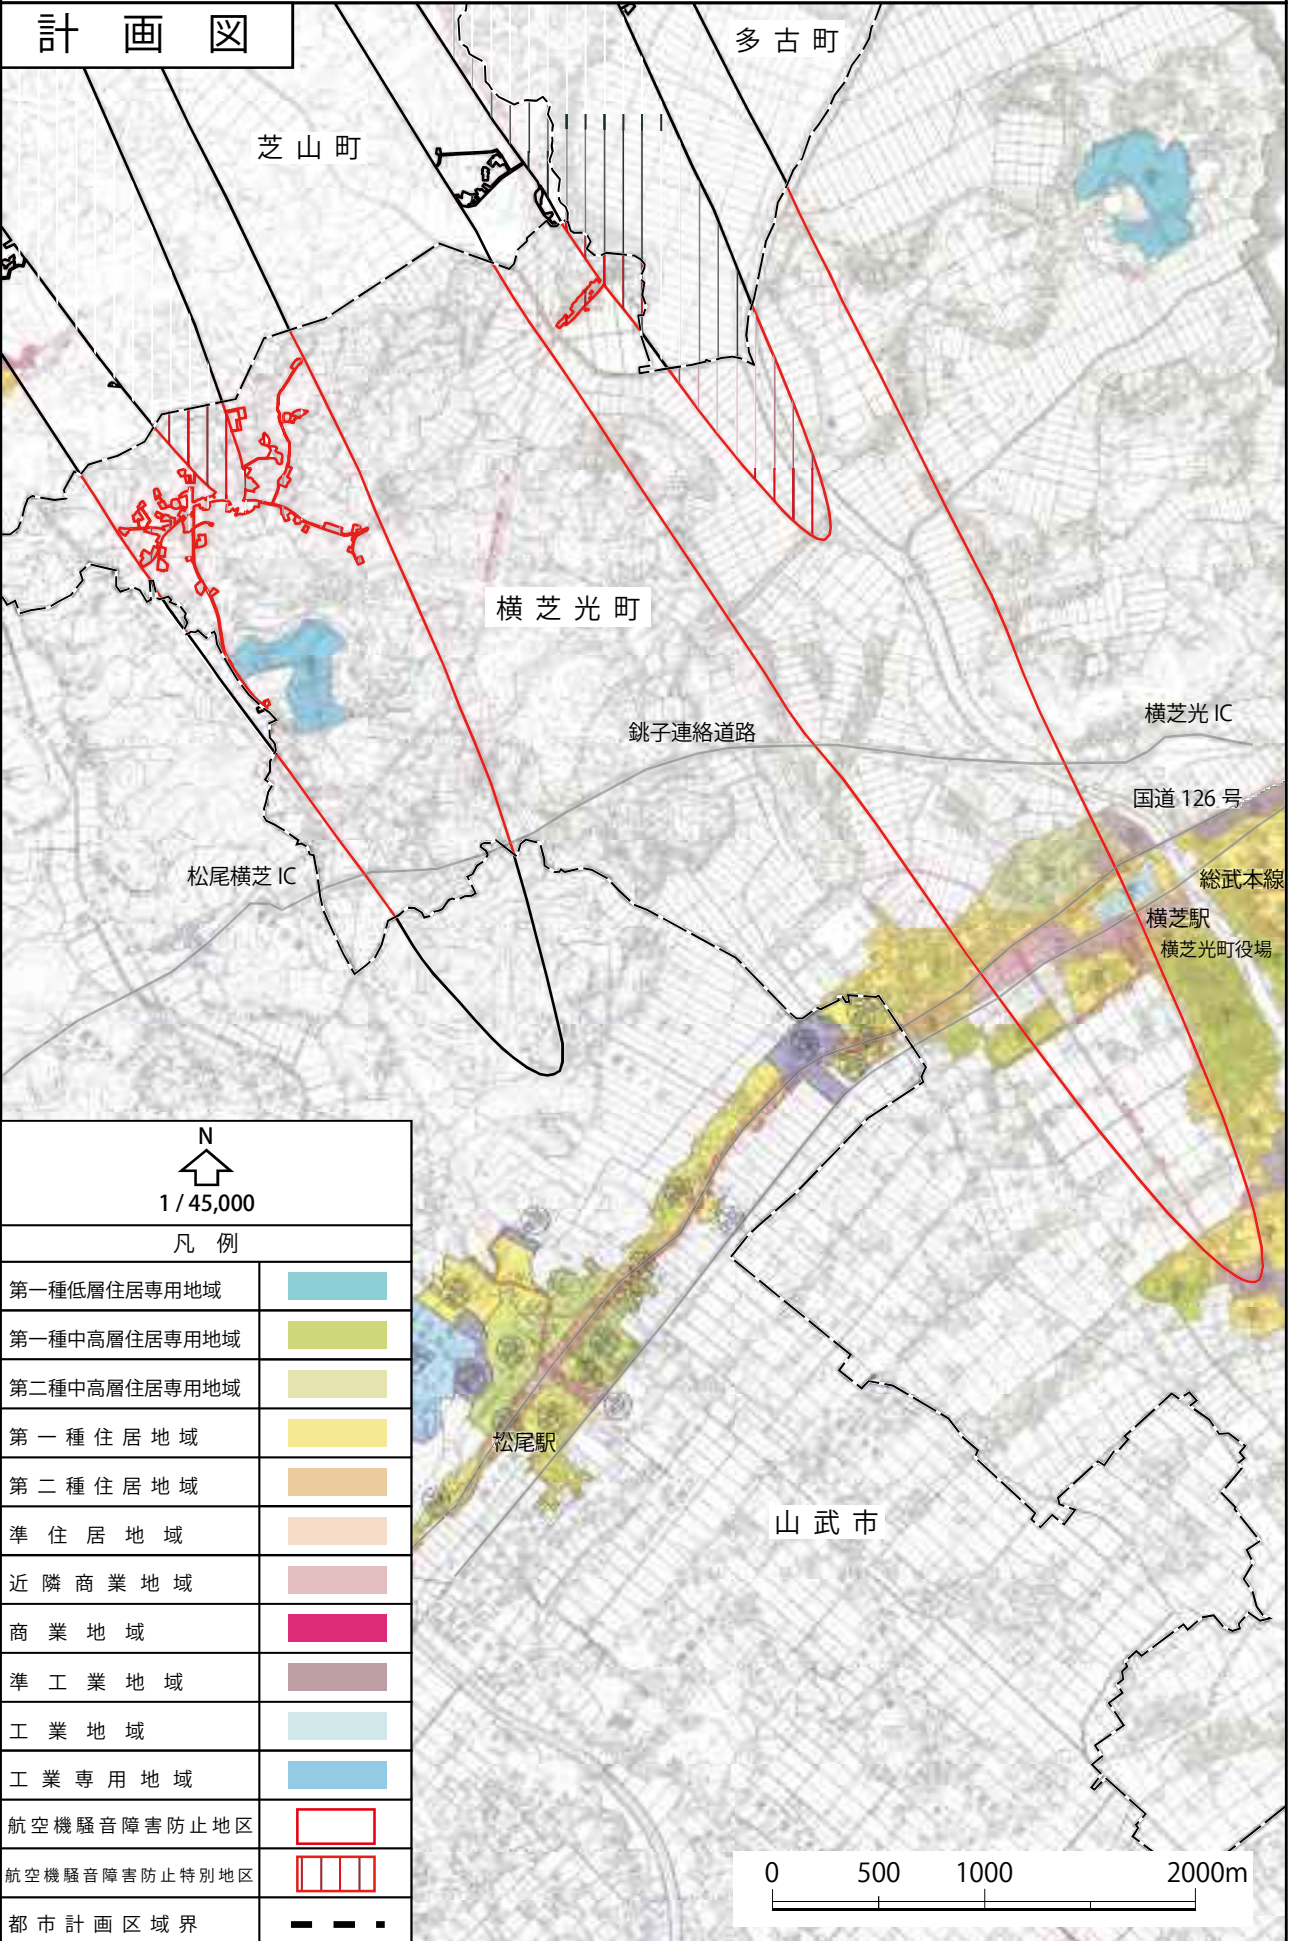 計画図
多古町
芝山町
横芝光町
銚子連絡道路
横芝光 IC
国道 126 号
松尾横芝 IC
総武本線
横芝駅
横芝光町役場
松尾駅
山武市
N
1 / 45,000
凡 例
第一種低層住居専用地域
第一種中高層住居専用地域
第二種中高層住居専用地域
第一種住居地域
第二種住居地域
準住居地域
近隣商業地域
商業地域
準工業地域
工業地域
工業専用地域
航空機騒音障害防止地区
航空機騒音障害防止特別地区
都市計画区域界
0 500 1000 2000m